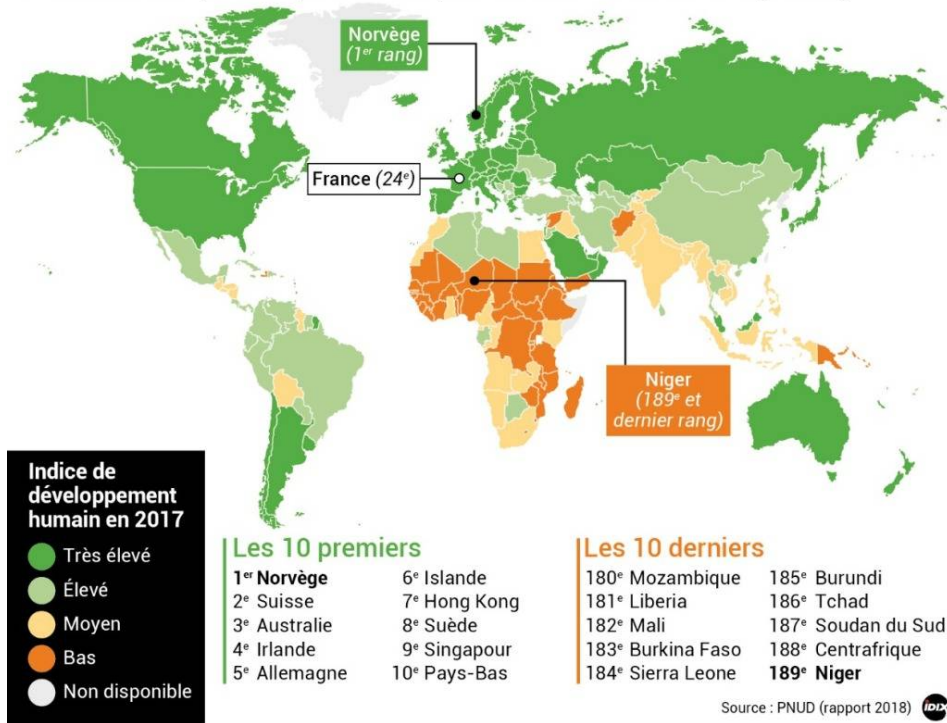 Norvège
(1er rang)
France (24e)
Niger
(189e et
dernier rang)
Indice de
développement
humain en 2017
Très élevé
Élevé
Moyen
Bas
Non disponible
Les 10 premiers
1er Norvège
2e Suisse
3e Australie
4e Irlande
5e Allemagne
6e Islande
7e Hong Kong
8e Suède
9e Singapour
10e Pays-Bas
Les 10 derniers
180e Mozambique
181e Liberia
182e Mali
183e Burkina Faso
184e Sierra Leone
185e Burundi
186e Tchad
187e Soudan du Sud
188e Centrafrique
189e Niger
Source : PNUD (rapport 2018)
idix